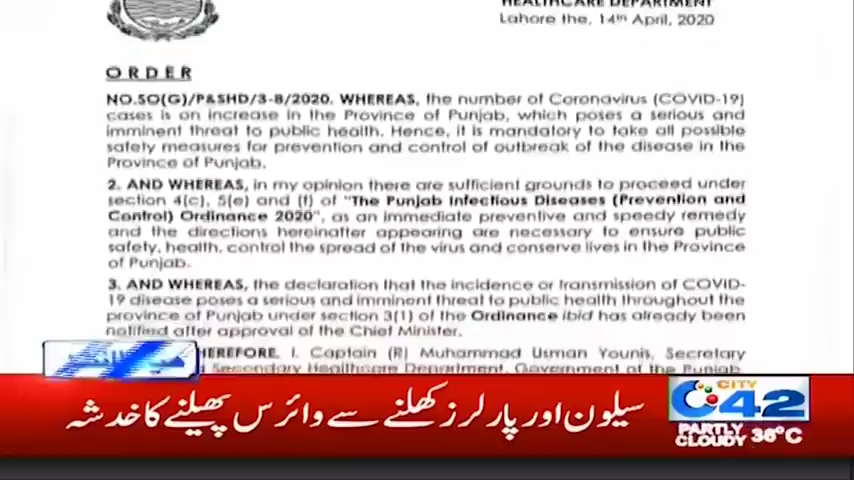 HEALTHCARE DEPARTMENT
Lahore the, 14th April, 2020
ORDER
NO.SO(G)/P&SHD/3-8/2020. WHEREAS, the number of Coronavirus (COVID-19)
cases is on increase in the Province of Punjab, which poses a serious and
imminent threat to public health. Hence, it is mandatory to take all possible
safety measures for prevention and control of outbreak of the disease in the
Province of Punjab.
2. AND WHEREAS, in my opinion there are sufficient grounds to proceed under
section 4(c), 5(e) and (f) of "The Punjab Infectious Diseases (Prevention and
Control) Ordinance 2020", as an immediate preventive and speedy remedy
and the directions hereinafter appearing are necessary to ensure public
safety, health, control the spread of the virus and conserve lives in the Province
of Punjab.
3. AND WHEREAS, the declaration that the incidence or transmission of COVID-
19 disease poses a serious and imminent threat to public health throughout the
province of Punjab under section 3(1) of the Ordinance ibid has already been
notified after approval of the Chief Minister.
HEREFORE, I, Captain (R) Muhammad Usman Younis, Secretary
Secondary Healthcare Department, Government of the Punjab,
سیلون اور پارلرز کھلنے سے وائرس پھیلنے کا خدشہ
CITY
42
PARTLY
CLOUDY 36°C